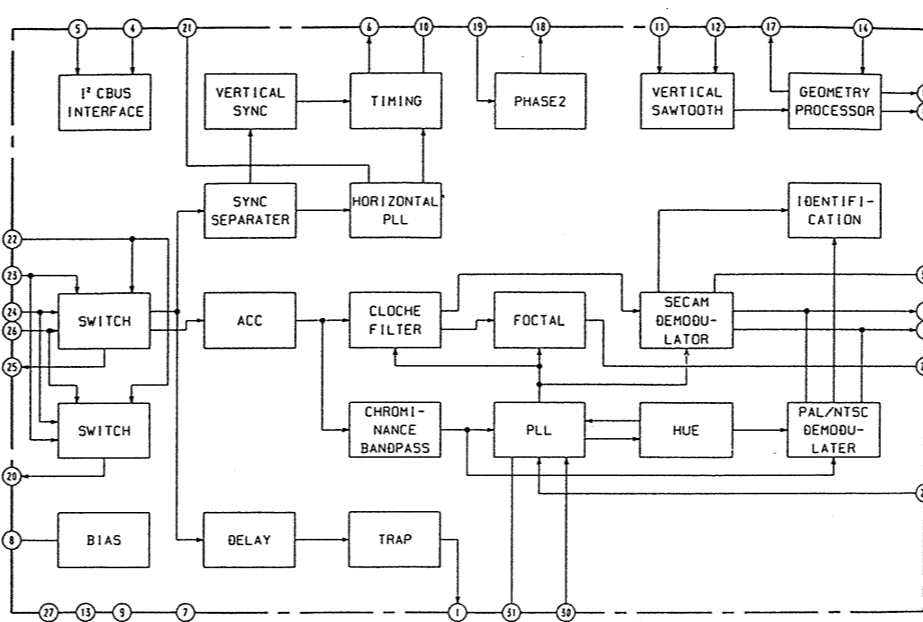 5 4 21 6 10 19 18 11 12 17 14
I² CBUS
INTERFACE
VERTICAL
SYNC
TIMING
PHASE2
VERTICAL
SAWTOOTH
GEOMETRY
PROCESSOR
SYNC
SEPARATER
HORIZONTAL
PLL
IDENTIFI-
CATION
22
23
24
26
25
SWITCH
ACC
CLOCHE
FILTER
FOCTAL
SECAM
DEMODU-
LATOR
SWITCH
CHROMI-
NANCE
BANDPASS
PLL
HUE
PAL/NTSC
DEMODU-
LATER
20
8
BIAS
DELAY
TRAP
27 13 9 7 1 31 30